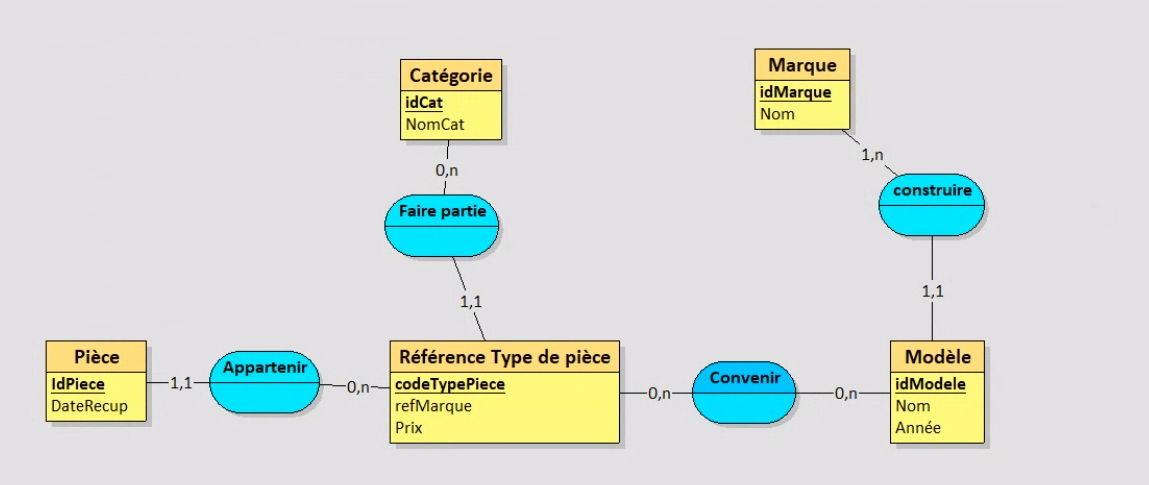 Catégorie
idCat
NomCat
0,n
Faire partie
1,1
Marque
idMarque
Nom
1,n
construire
1,1
Pièce
IdPiece
DateRecup
1,1
Appartenir
0,n
Référence Type de pièce
codeTypePiece
refMarque
Prix
0,n
Convenir
0,n
Modèle
idModele
Nom
Année